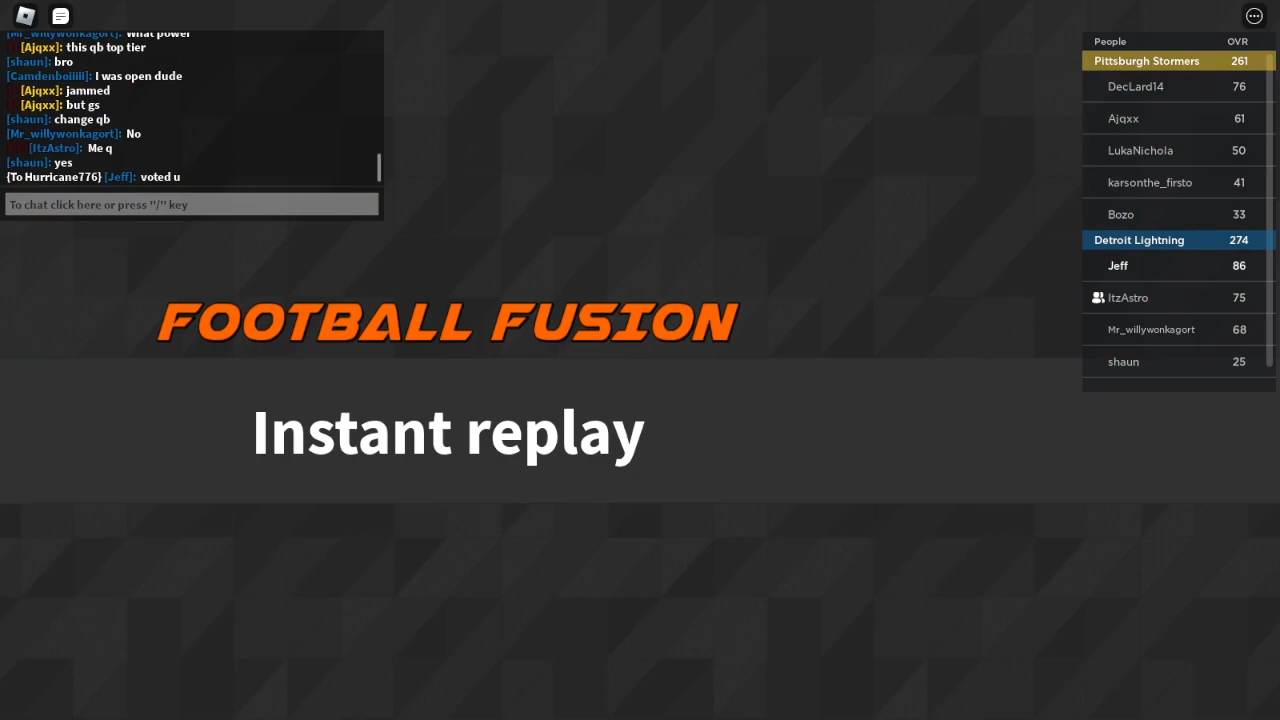 [Mr_willywonkagort]: What power
[Ajqxx]: this qb top tier
[shaun]: bro
[Camdenboiiiii]: I was open dude
[Ajqxx]: jammed
[Ajqxx]: but gs
[shaun]: change qb
[Mr_willywonkagort]: No
[ItzAstro]: Me q
[shaun]: yes
{To Hurricane776} [Jeff]: voted u
To chat click here or press "/" key
FOOTBALL FUSION
Instant replay
People OVR
Pittsburgh Stormers 261
DecLard14 76
Ajqxx 61
LukaNichola 50
karsonthe_firsto 41
Bozo 33
Detroit Lightning 274
Jeff 86
ItzAstro 75
Mr_willywonkagort 68
shaun 25